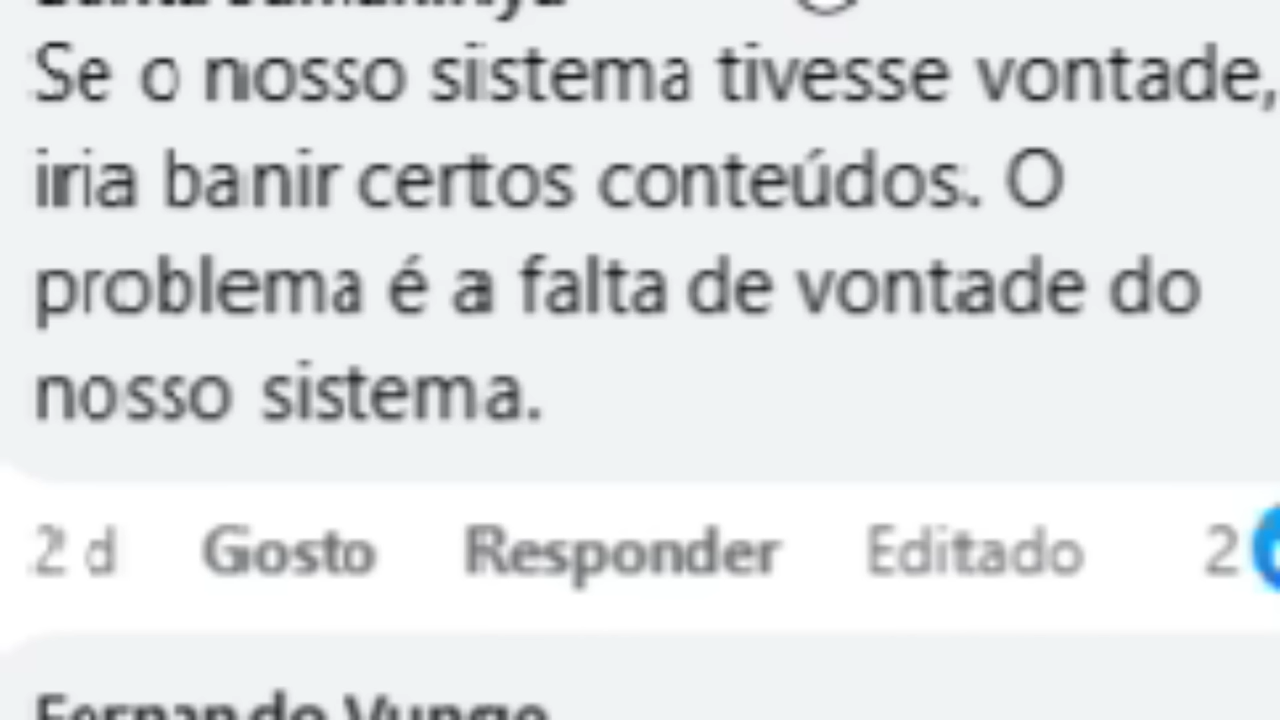 Se o nosso sistema tivesse vontade,
iria banir certos conteúdos. O
problema é a falta de vontade do
nosso sistema.
2 d Gosto Responder Editado 2
Fernando Vunge